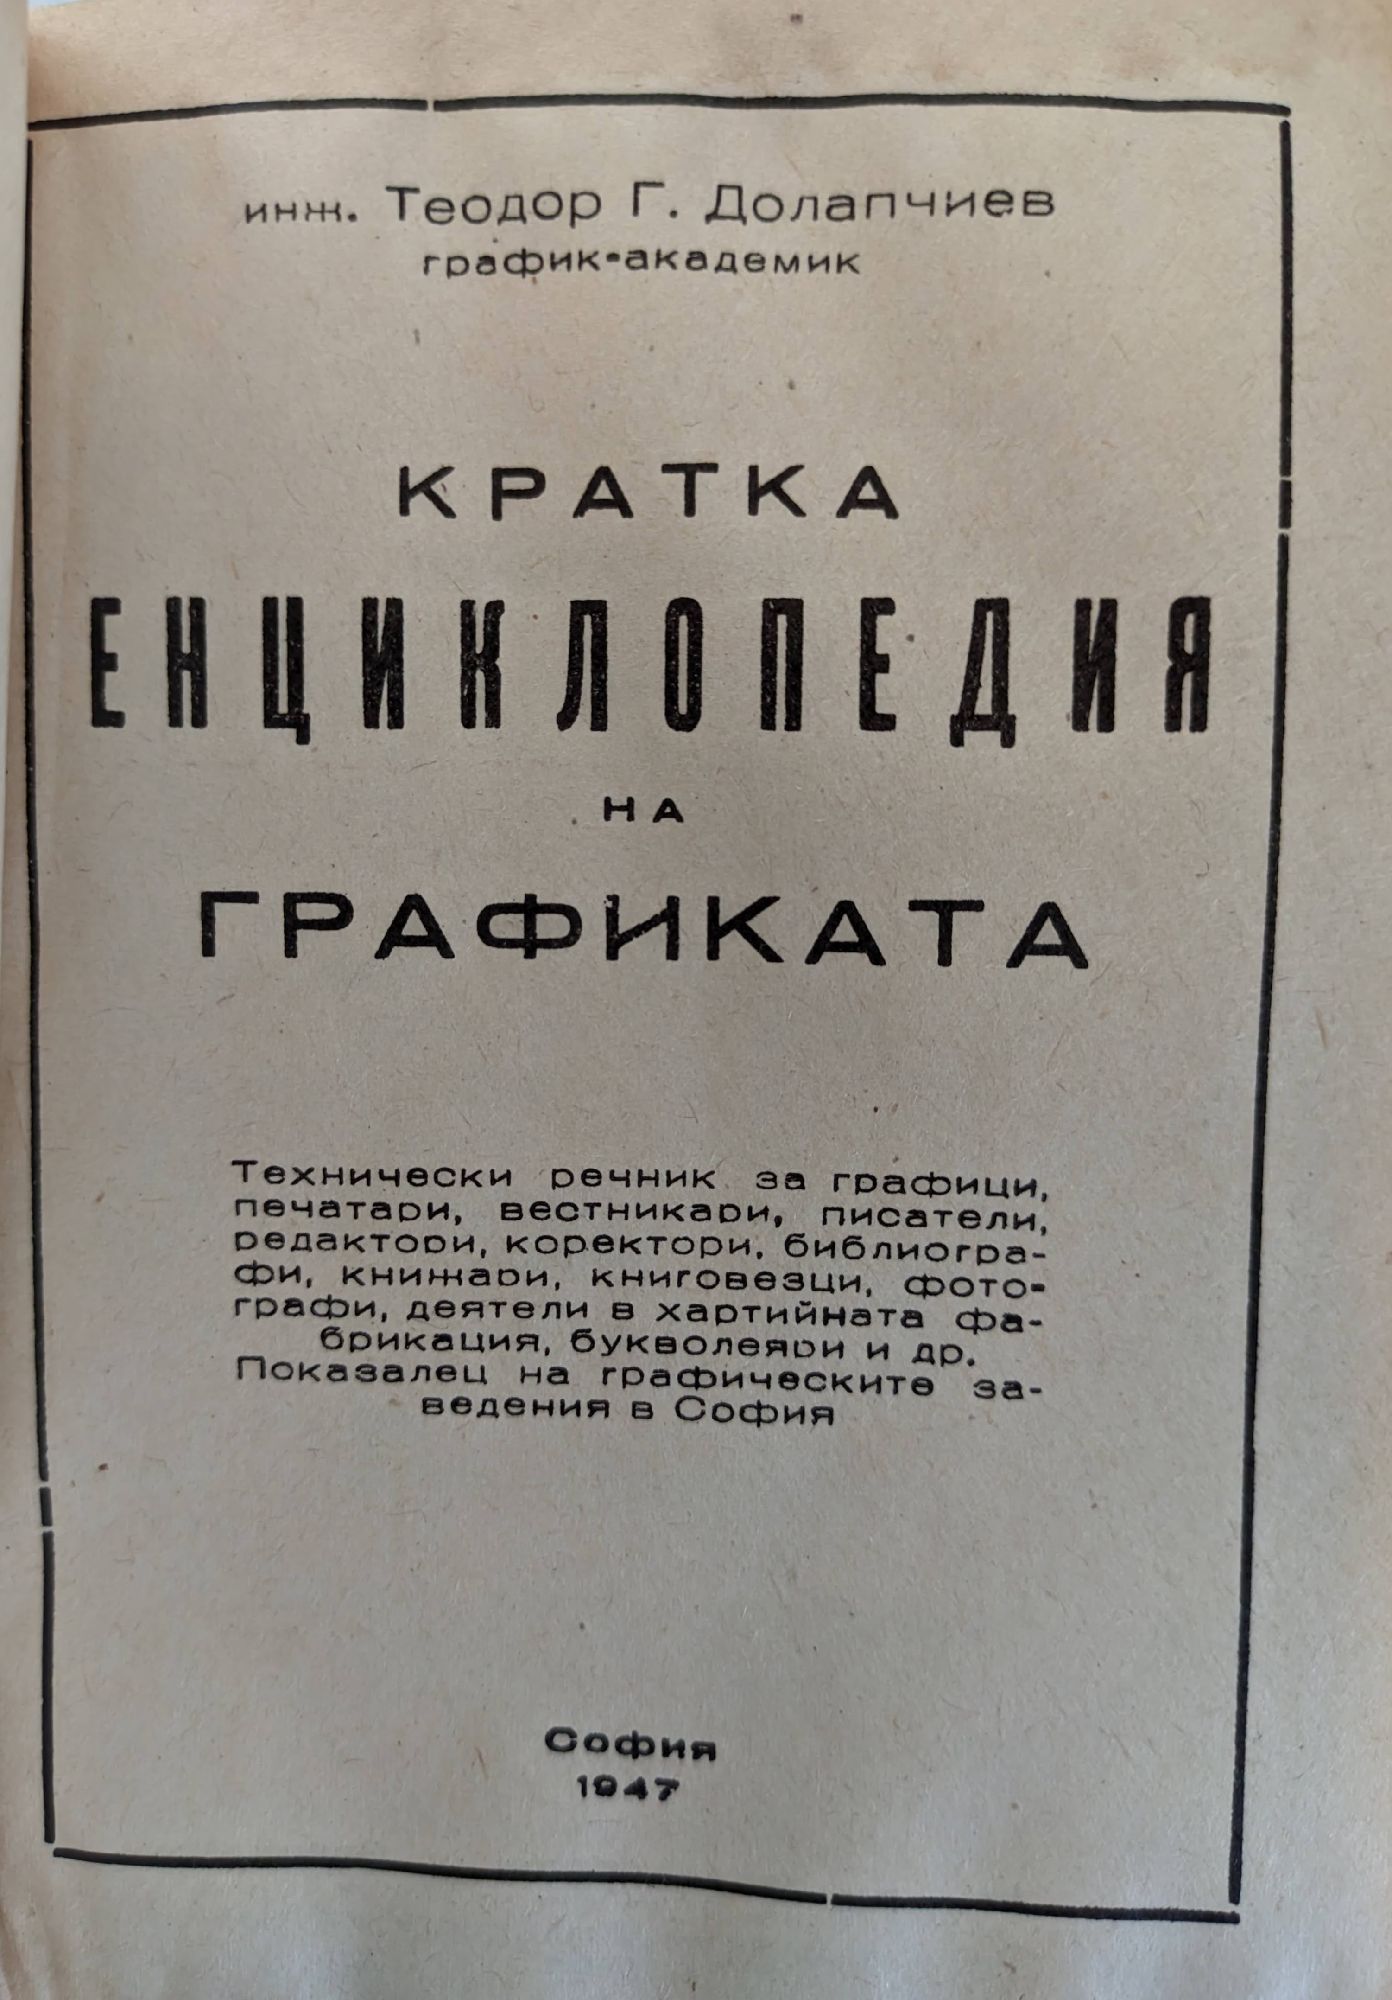 инж. Теодор Г. Долапчиев
график-академик
КРАТКА
ЕНЦИКЛОПЕДИЯ
НА
ГРАФИКАТА
Технически речник за графици,
печатари, вестникари, писатели,
редактори, коректори, библиогра-
фи, книжари, книговезци, фото-
графи, деятели в хартийната фа-
брикация, букволеяри и др.
Показалец на графическите за-
ведения в София
София
1947